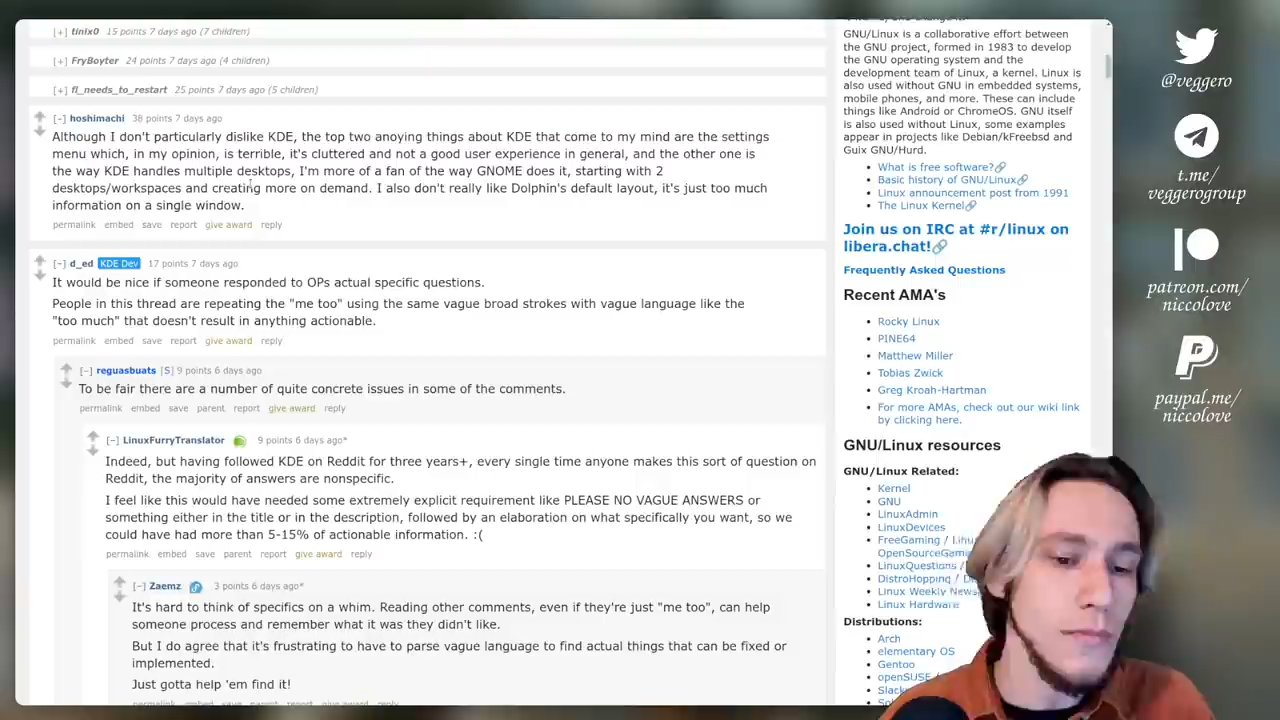 [+] tinix0 15 points 7 days ago (7 children)
[+] FryBoyter 24 points 7 days ago (4 children)
[+] fl_needs_to_restart 25 points 7 days ago (5 children)
[–] hoshimachi 38 points 7 days ago
Although I don't particularly dislike KDE, the top two anoying things about KDE that come to my mind are the settings
menu which, in my opinion, is terrible, it's cluttered and not a good user experience in general, and the other one is
the way KDE handles multiple desktops. I'm more of a fan of the way GNOME does it, starting with 2
desktops/workspaces and creating more on demand. I also don't really like Dolphin's default layout, it's just too much
information on a single window.
permalink embed save report give award reply
[–] d_ed KDE Dev 17 points 7 days ago
It would be nice if someone responded to OPs actual specific questions.
People in this thread are repeating the "me too" using the same vague broad strokes with vague language like the
"too much" that doesn't result in anything actionable.
permalink embed save report give award reply
[–] reguasbuats [S] 9 points 6 days ago
To be fair there are a number of quite concrete issues in some of the comments.
permalink embed save parent report give award reply
[–] LinuxFurryTranslator 9 points 6 days ago*
Indeed, but having followed KDE on Reddit for three years+, every single time anyone makes this sort of question on
Reddit, the majority of answers are nonspecific.
I feel like this would have needed some extremely explicit requirement like PLEASE NO VAGUE ANSWERS or
something either in the title or in the description, followed by an elaboration on what specifically you want, so we
could have had more than 5-15% of actionable information. :(
permalink embed save parent report give award reply
[–] Zaemz 3 points 6 days ago*
It's hard to think of specifics on a whim. Reading other comments, even if they're just "me too", can help
someone process and remember what it was they didn't like.
But I do agree that it's frustrating to have to parse vague language to find actual things that can be fixed or
implemented.
Just gotta help 'em find it!
GNU/Linux is a collaborative effort between
the GNU project, formed in 1983 to develop
the GNU operating system and the
development team of Linux, a kernel. Linux is
also used without GNU in embedded systems,
mobile phones, and more. These can include
things like Android or ChromeOS. GNU itself
is also used without Linux, some examples
appear in projects like Debian/kFreebsd and
Guix GNU/Hurd.
What is free software?
Basic history of GNU/Linux
Linux announcement post from 1991
The Linux Kernel
Join us on IRC at #r/linux on
libera.chat!
Frequently Asked Questions
Recent AMA's
Rocky Linux
PINE64
Matthew Miller
Tobias Zwick
Greg Kroah-Hartman
For more AMAs, check out our wiki link
by clicking here.
GNU/Linux resources
GNU/Linux Related:
Kernel
GNU
LinuxAdmin
LinuxDevices
FreeGaming /
LinuxQuestions /
DistroHopping /
Linux Weekly News
Linux Hardware
Distributions:
Arch
elementary OS
Gentoo
@veggero
t.me/
veggerogroup
patreon.com/
niccolove
paypal.me/
niccolove